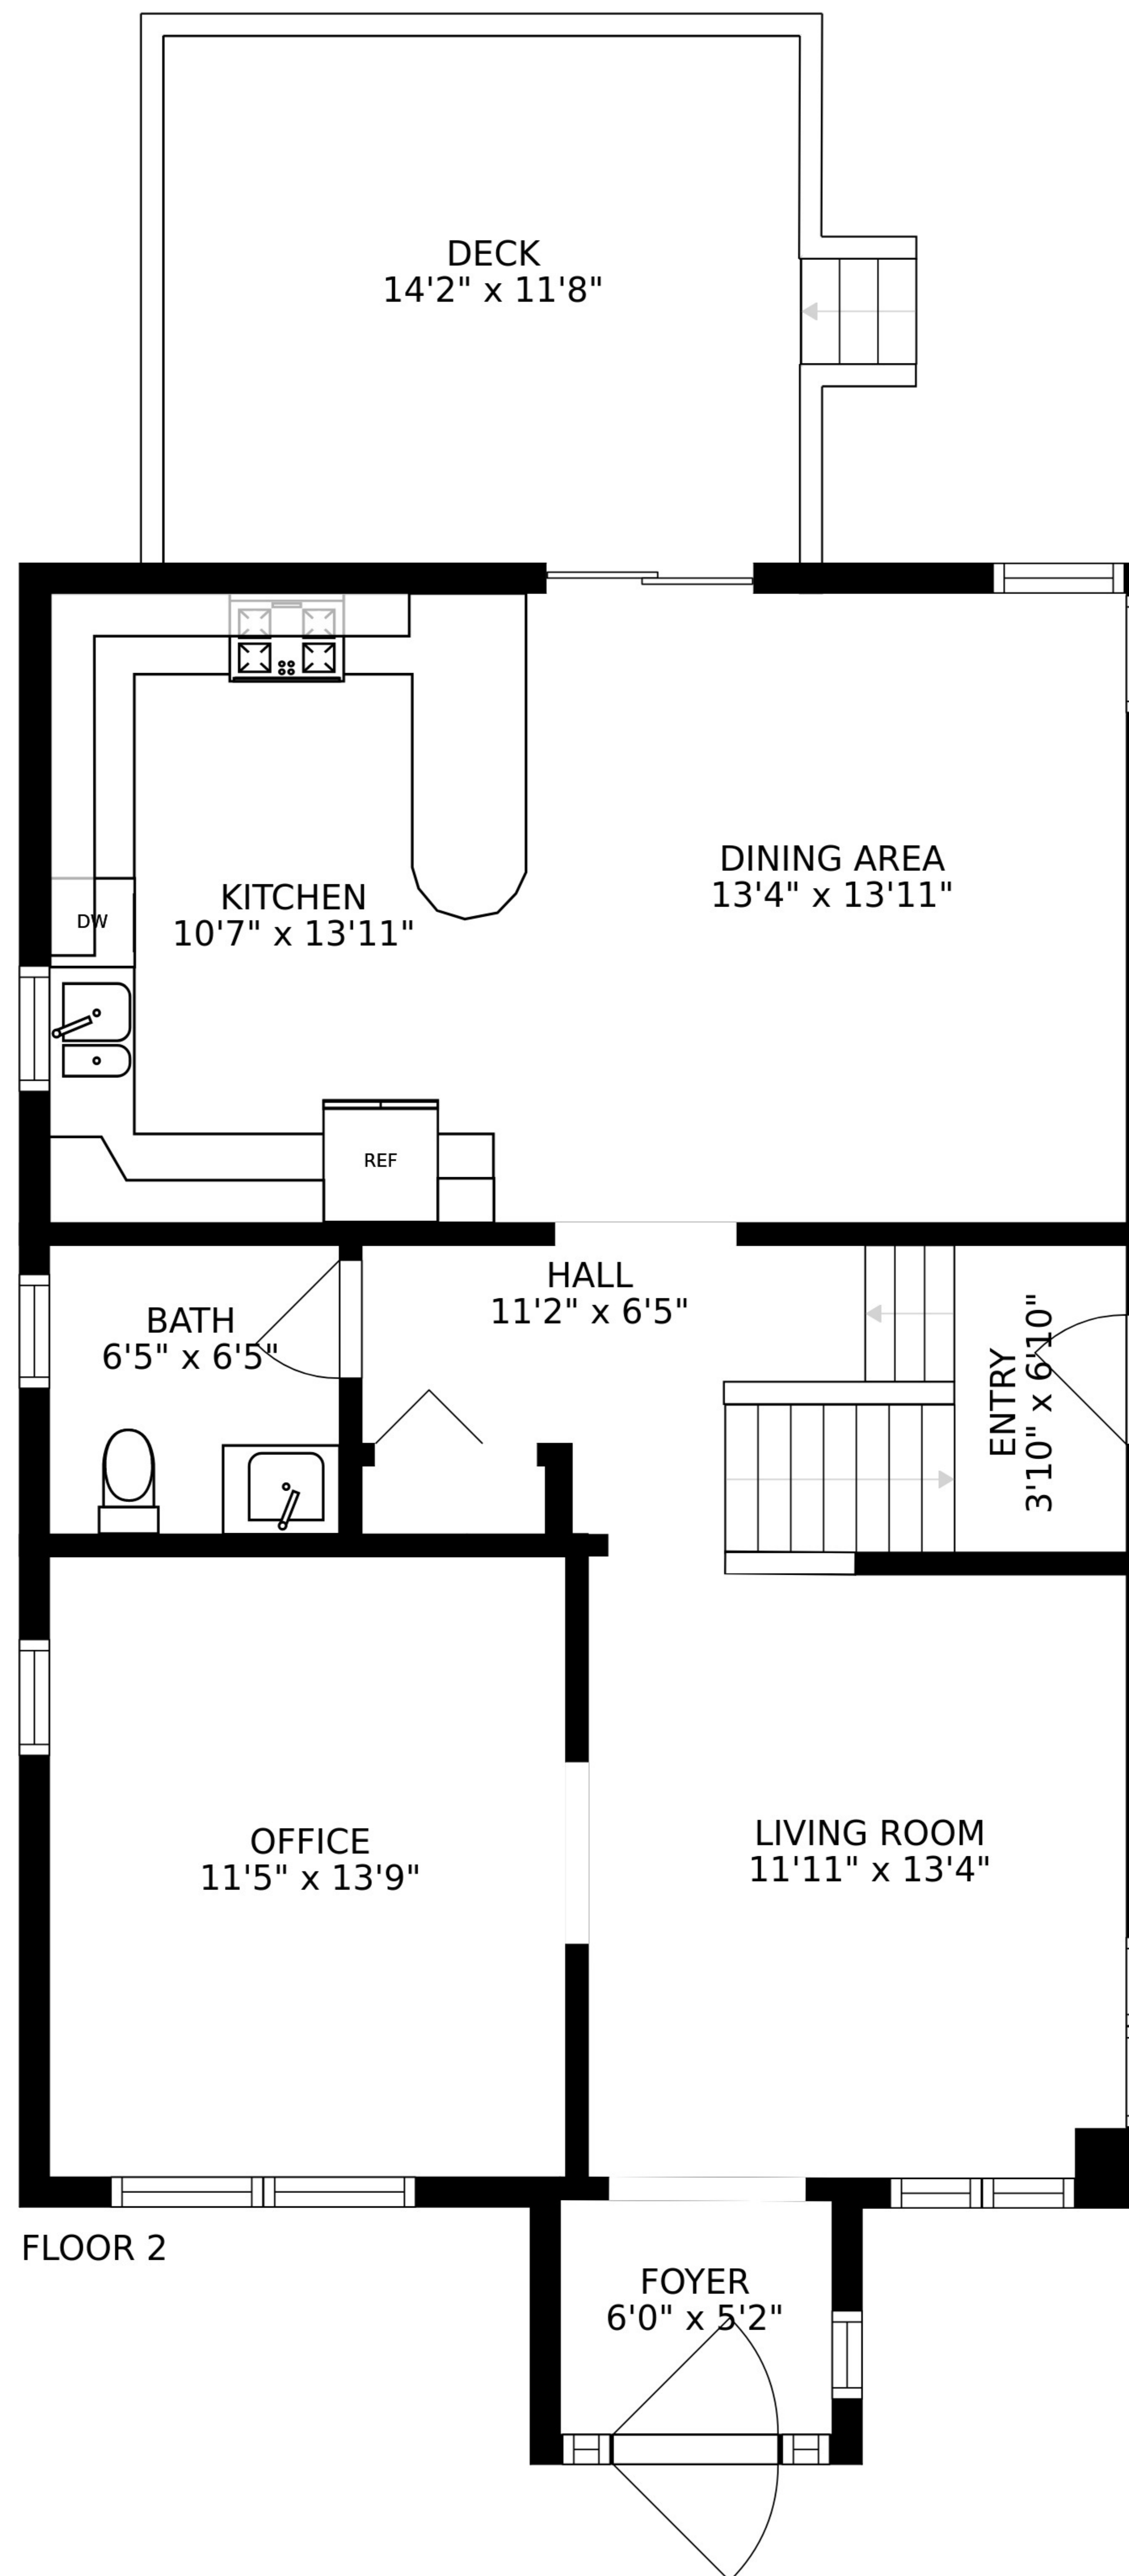 DECK
14'2" x 11'8"
DINING AREA
13'4" x 13'11"
KITCHEN
10'7" x 13'11"
DW
REF
HALL
11'2" x 6'5"
BATH
6'5" x 6'5"
ENTRY
3'10" x 6'10"
LIVING ROOM
11'11" x 13'4"
OFFICE
11'5" x 13'9"
FLOOR 2
FOYER
6'0" x 5'2"